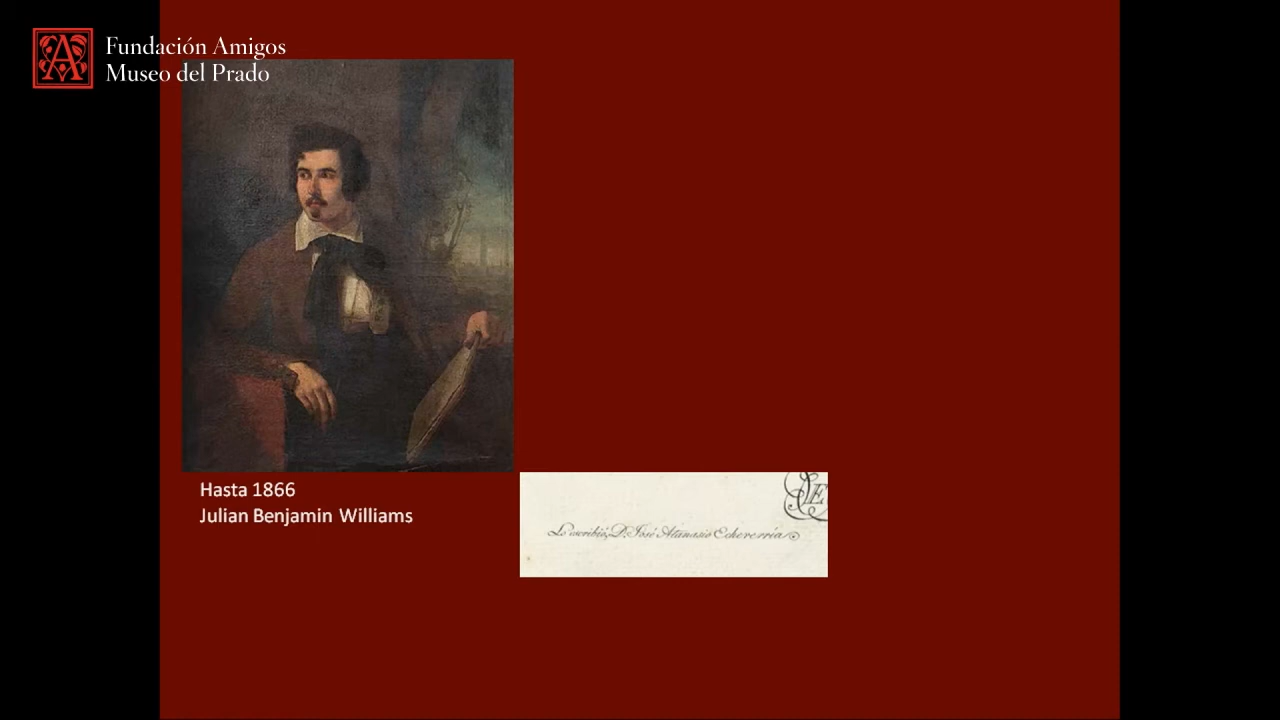 Fundación Amigos
Museo del Prado
Hasta 1866
Julian Benjamin Williams
Lo escribió, D. José Atanasio Echeverría